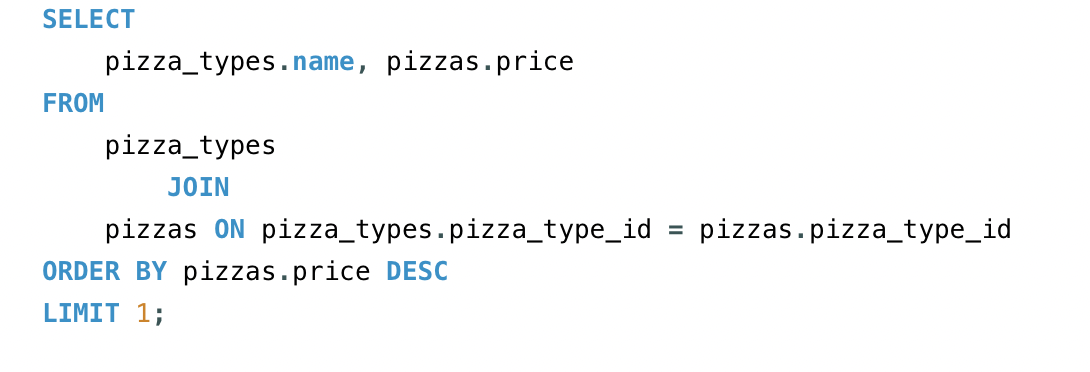 SELECT
    pizza_types.name, pizzas.price
FROM
    pizza_types
        JOIN
    pizzas ON pizza_types.pizza_type_id = pizzas.pizza_type_id
ORDER BY pizzas.price DESC
LIMIT 1;